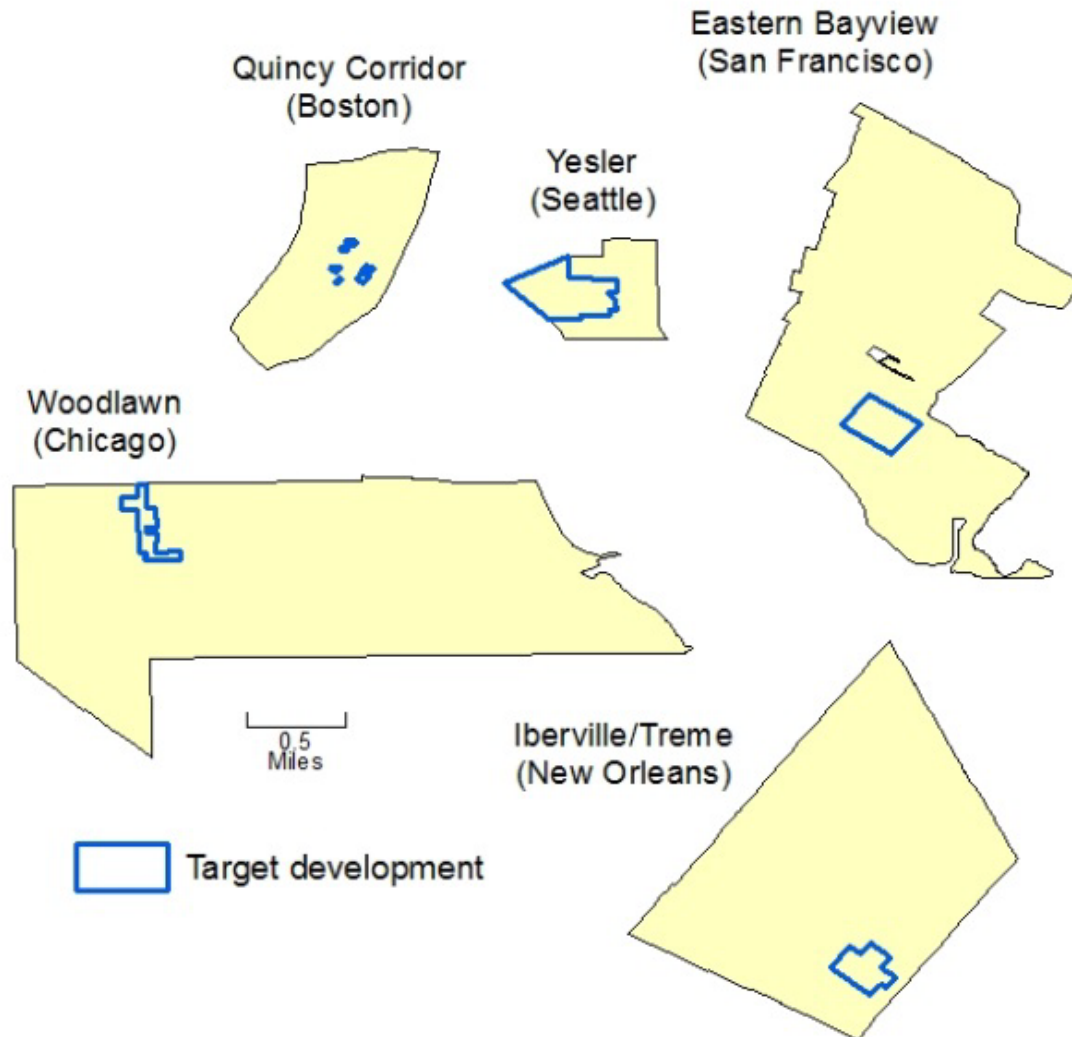 Eastern Bayview
(San Francisco)
Quincy Corridor
(Boston)
Yesler
(Seattle)
Woodlawn
(Chicago)
0.5
Miles
Iberville/Treme
(New Orleans)
Target development